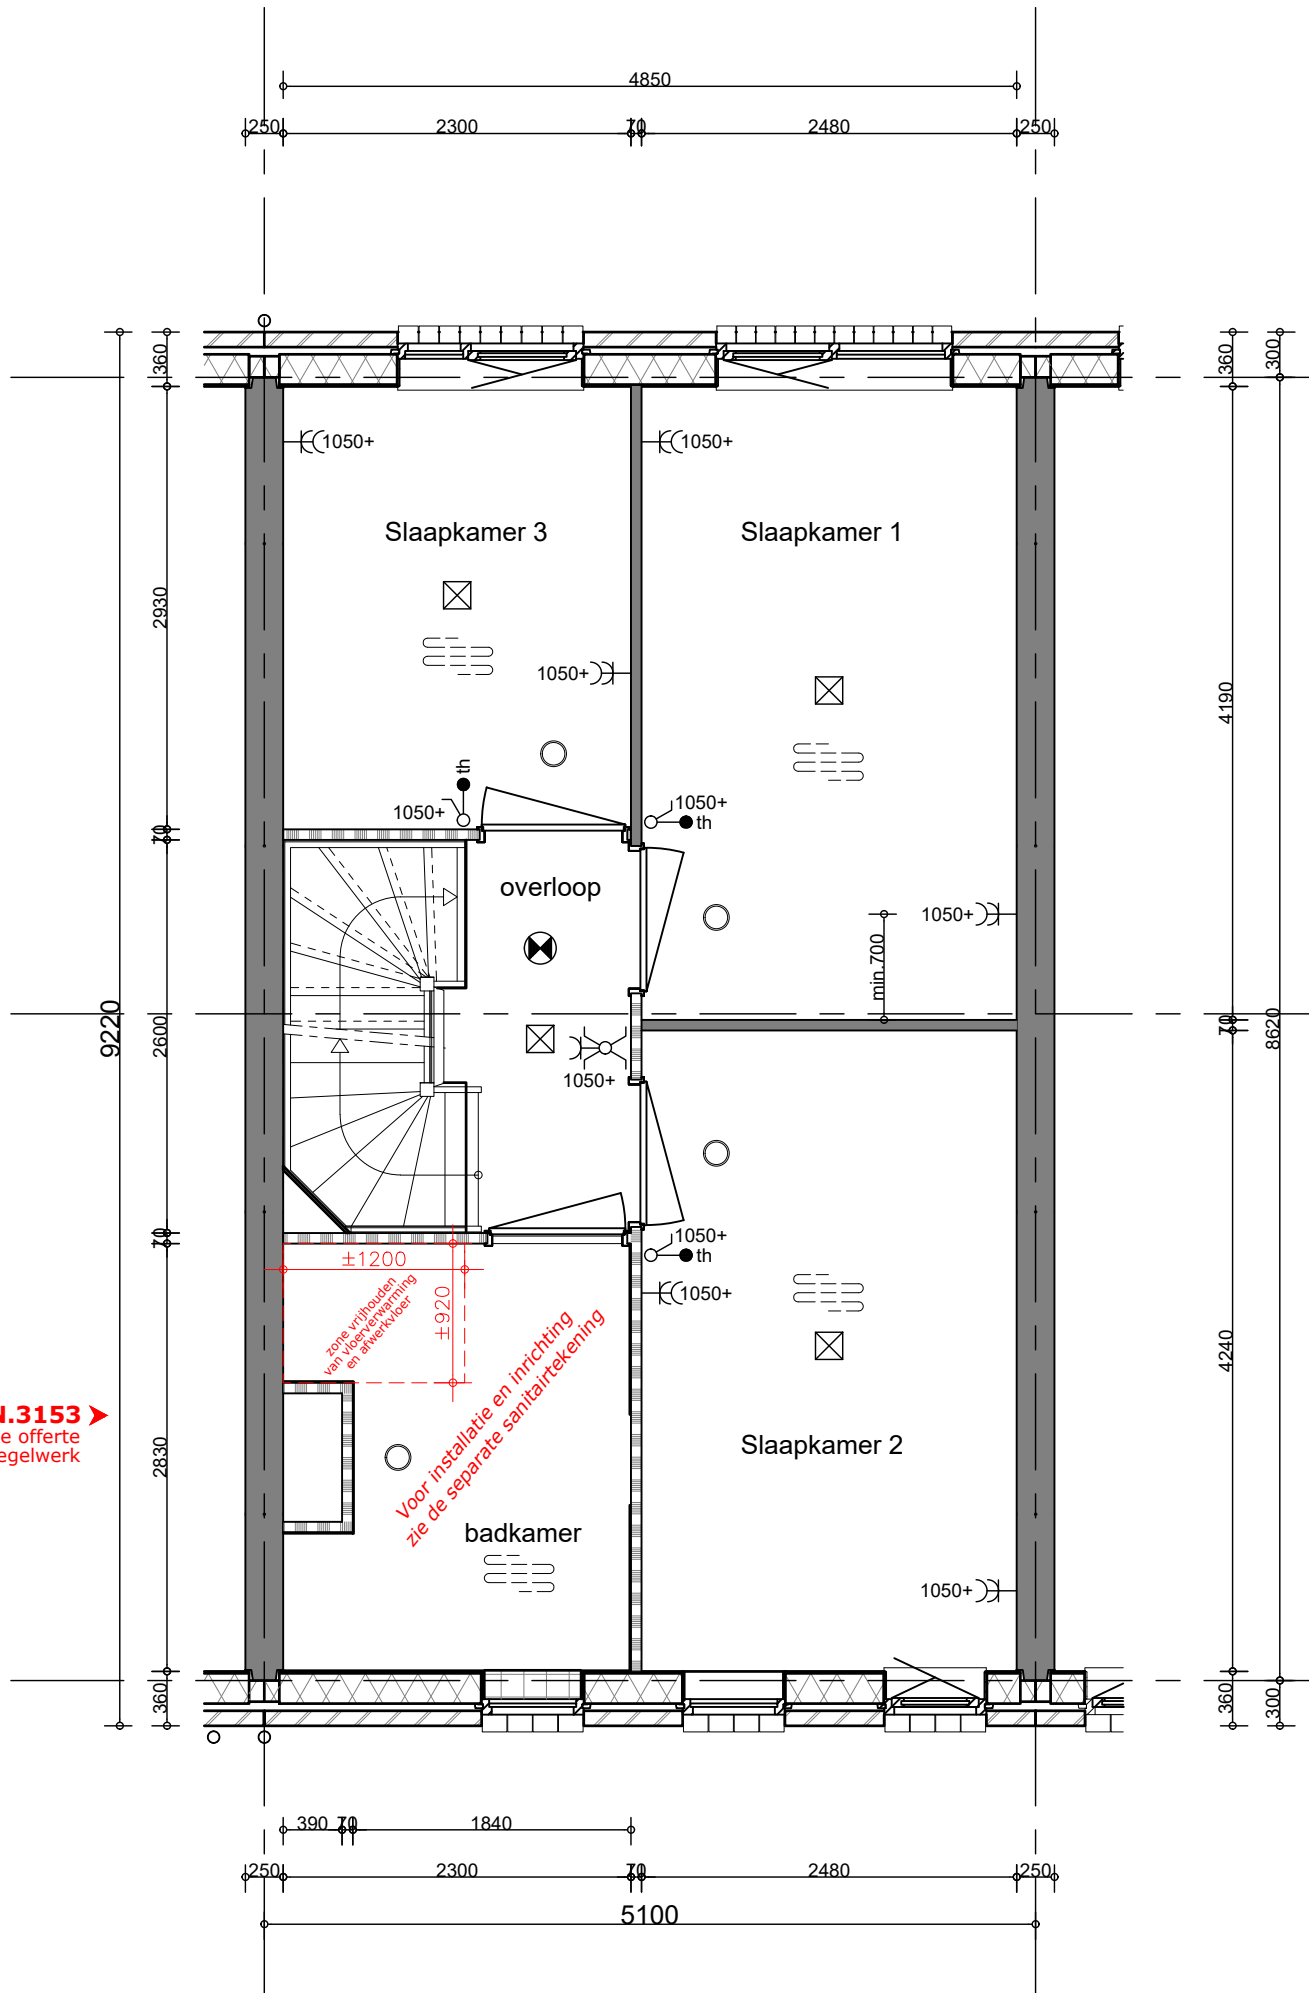 4850
250 2300 70 2480 250
360 360 300
1050+ 1050+
Slaapkamer 3 Slaapkamer 1
2930
1050+
4190
th
1050+ 1050+
th
70
overloop
1050+
min.700
9220 2600 70 8620
1050+
1050+
th
70
±1200
±920
zone vrijhouden
van vloerverwarming
en afwerkvloer
1050+
Voor installatie en inrichting
zie de separate sanitairtekening
4240
.3153
e offerte
egelwerk
2830
Slaapkamer 2
badkamer
1050+
360 360 300
390 70 1840
250 2300 70 2480 250
5100